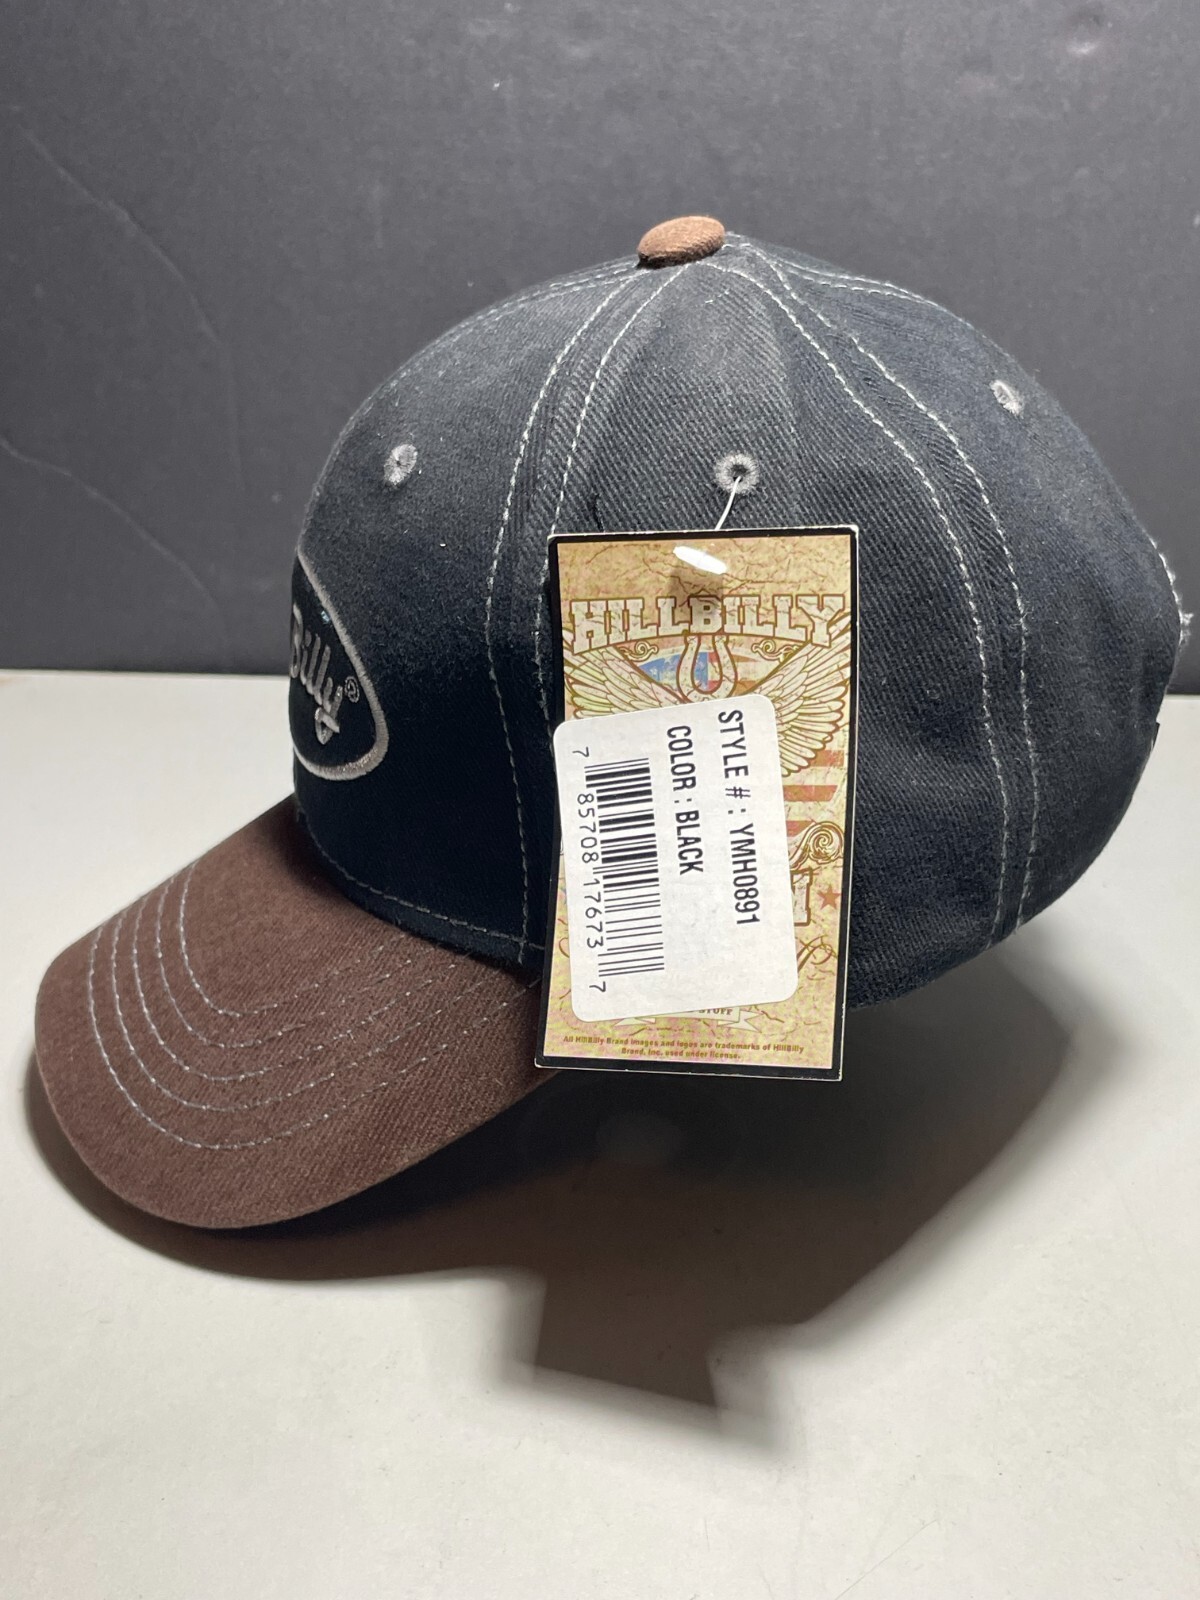 Billy®
HILLBILLY
STYLE # : YMH0891
COLOR : BLACK
7 85708 17673 7
STUFF
All HillBilly Brand images and logos are trademarks of HillBilly
Brand, Inc. used under license.